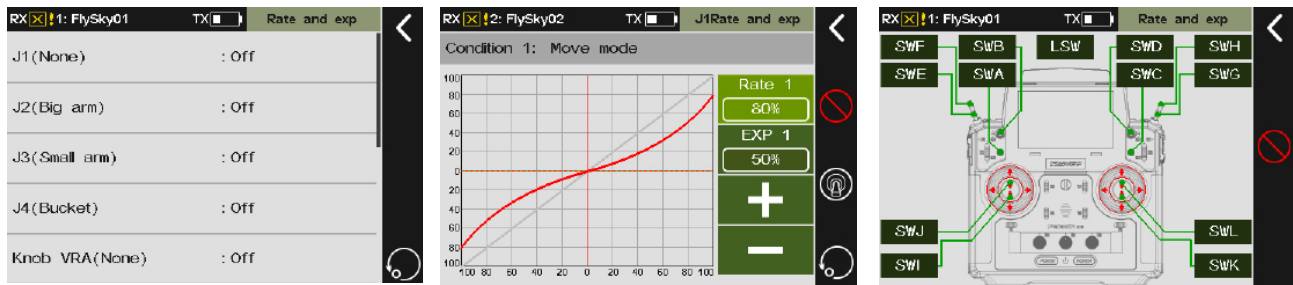 RX 1: FlySky01 TX Rate and exp
J1(None) : Off
J2(Big arm) : Off
J3(Small arm) : Off
J4(Bucket) : Off
Knob VRA(None) : Off
RX 2: FlySky02 TX J1Rate and exp
Condition 1: Move mode
100
80
60
40
20
0
20
40
60
80
100
100 80 60 40 20 0 20 40 60 80 100
Rate 1
80%
EXP 1
50%
RX 1: FlySky01 TX Rate and exp
SWF SWB LSW SWD SWH
SWE SWA SWC SWG
SWJ SWL
SWI SWK